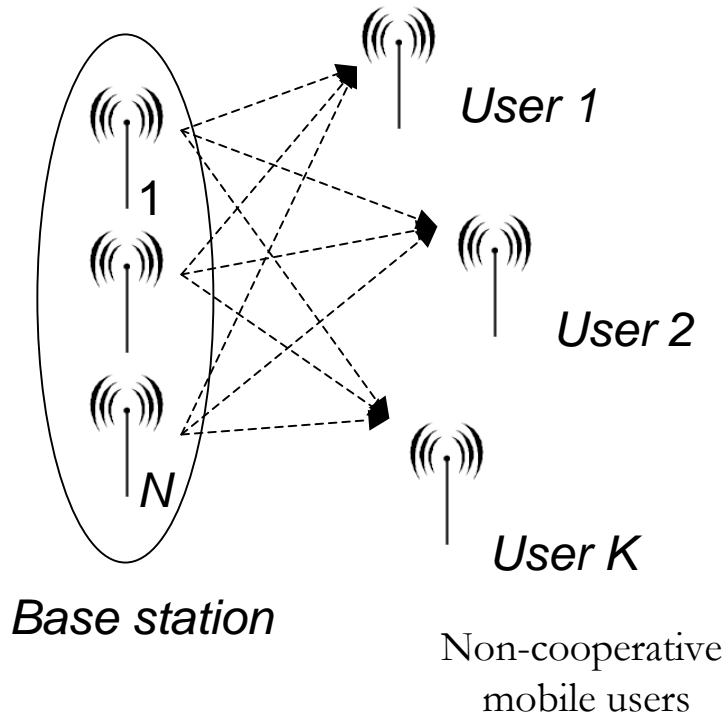 User 1
1
User 2
N
User K
Base station
Non-cooperative
mobile users